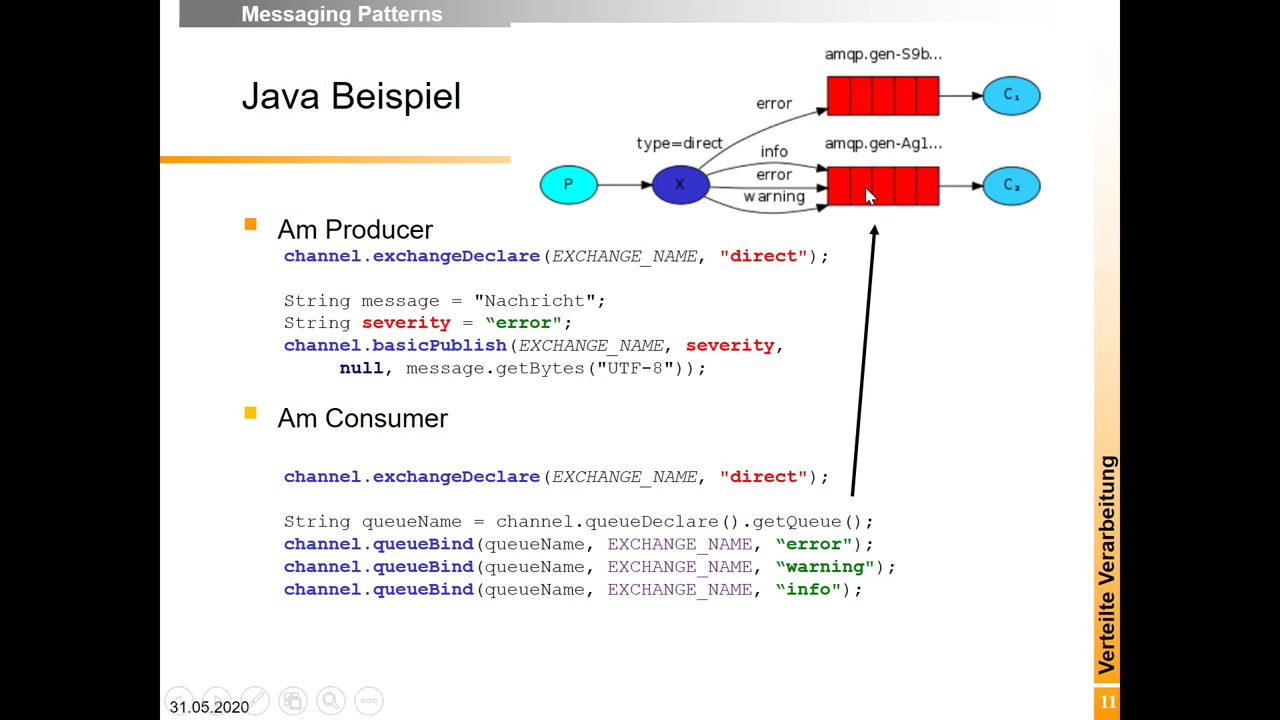 Messaging Patterns
Java Beispiel
amqp.gen-S9b...
error
C₁
type=direct
amqp.gen-Ag1...
info
P
X
error
C₂
warning
Am Producer
channel.exchangeDeclare(EXCHANGE_NAME, "direct");
String message = "Nachricht";
String severity = “error";
channel.basicPublish(EXCHANGE_NAME, severity,
null, message.getBytes("UTF-8"));
Am Consumer
channel.exchangeDeclare(EXCHANGE_NAME, "direct");
String queueName = channel.queueDeclare().getQueue();
channel.queueBind(queueName, EXCHANGE_NAME, “error");
channel.queueBind(queueName, EXCHANGE_NAME, “warning");
channel.queueBind(queueName, EXCHANGE_NAME, “info");
Verteilte Verarbeitung
31.05.2020
11